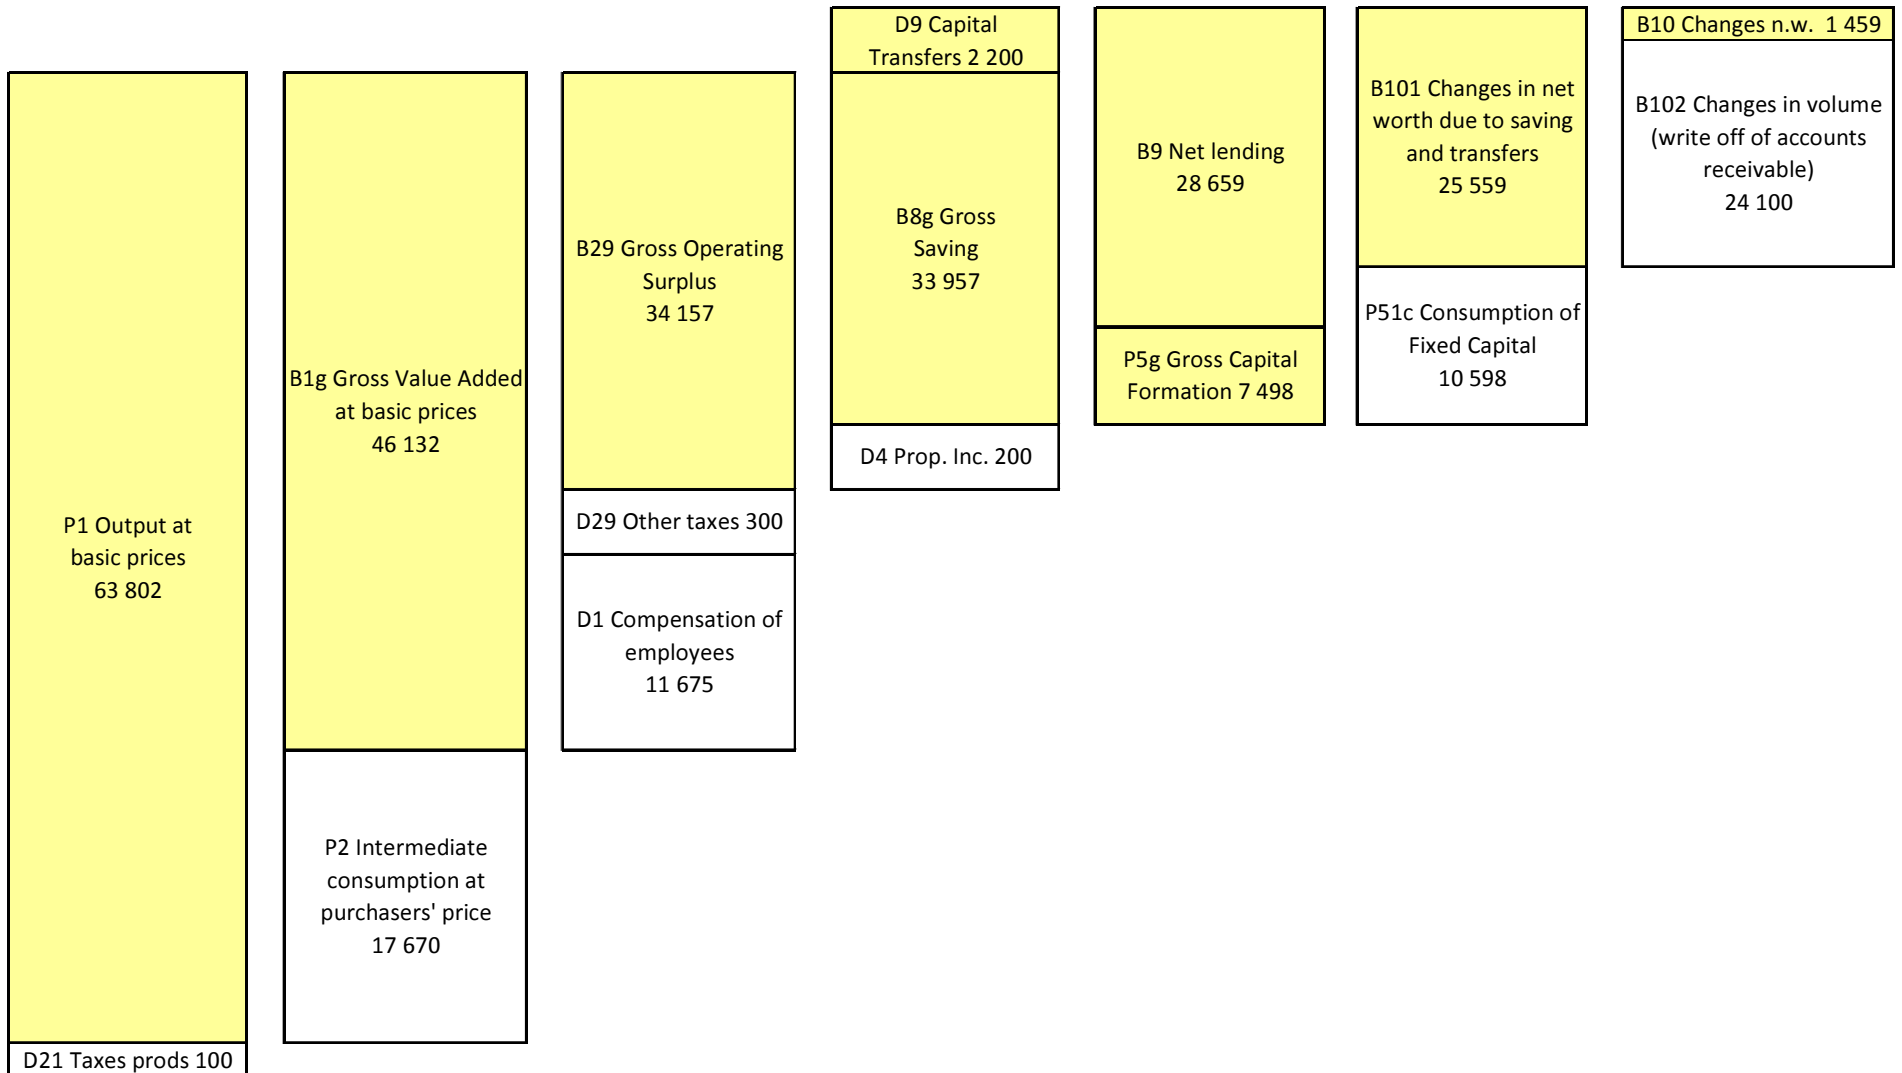 P1 Output at
basic prices
63 802
D21 Taxes prods 100
B1g Gross Value Added
at basic prices
46 132
P2 Intermediate
consumption at
purchasers' price
17 670
B29 Gross Operating
Surplus
34 157
D29 Other taxes 300
D1 Compensation of
employees
11 675
D9 Capital
Transfers 2 200
B8g Gross
Saving
33 957
D4 Prop. Inc. 200
B9 Net lending
28 659
P5g Gross Capital
Formation 7 498
B101 Changes in net
worth due to saving
and transfers
25 559
P51c Consumption of
Fixed Capital
10 598
B10 Changes n.w. 1 459
B102 Changes in volume
(write off of accounts
receivable)
24 100